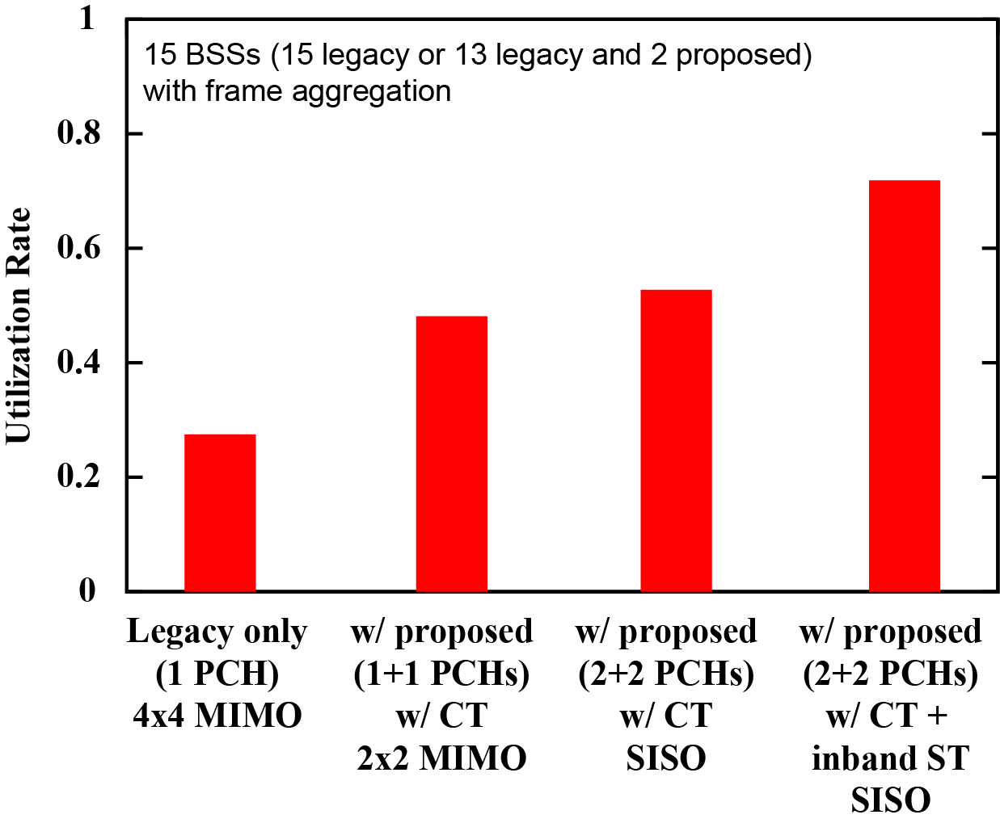 1
15 BSSs (15 legacy or 13 legacy and 2 proposed)
with frame aggregation
0.8
0.6
0.4
0.2
0
Utilization Rate
Legacy only
(1 PCH)
4x4 MIMO
w/ proposed
(1+1 PCHs)
w/ CT
2x2 MIMO
w/ proposed
(2+2 PCHs)
w/ CT
SISO
w/ proposed
(2+2 PCHs)
w/ CT +
inband ST
SISO